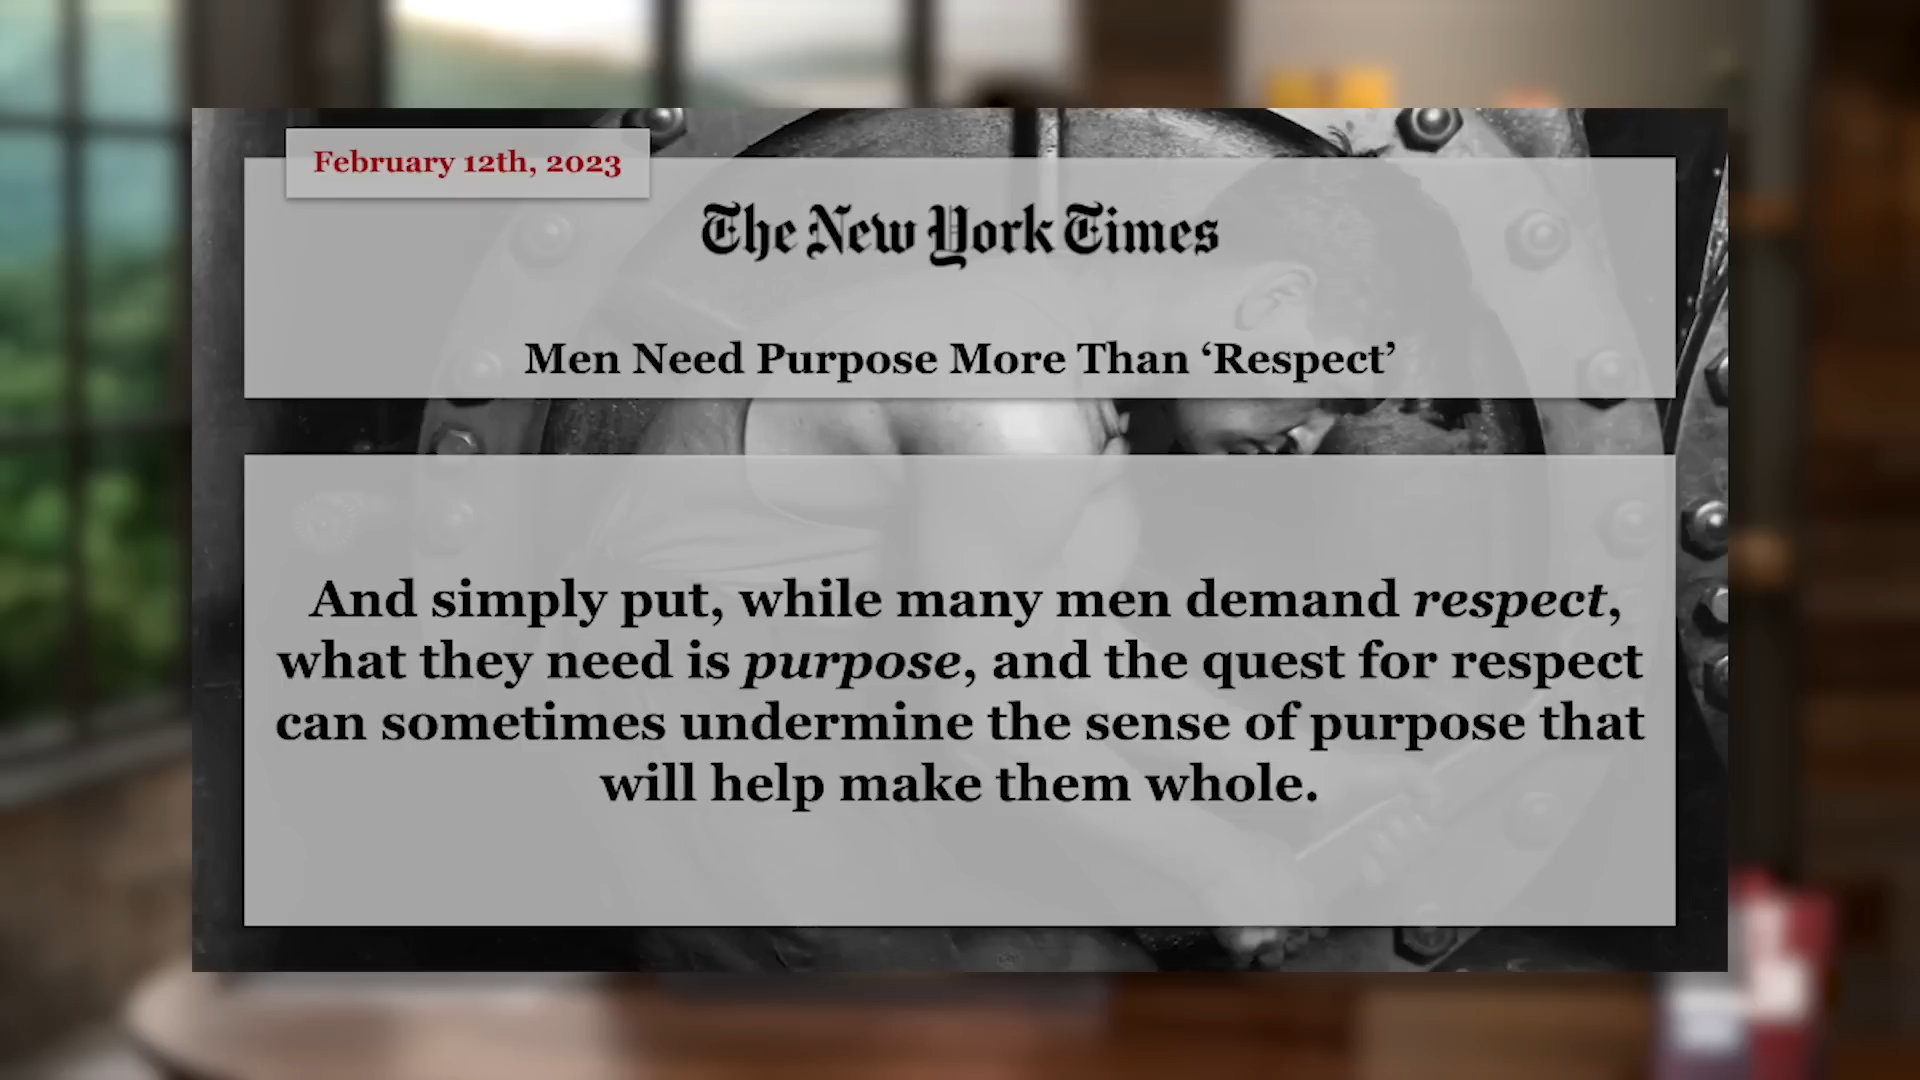 February 12th, 2023
The New York Times
Men Need Purpose More Than ‘Respect’
And simply put, while many men demand respect,
what they need is purpose, and the quest for respect
can sometimes undermine the sense of purpose that
will help make them whole.